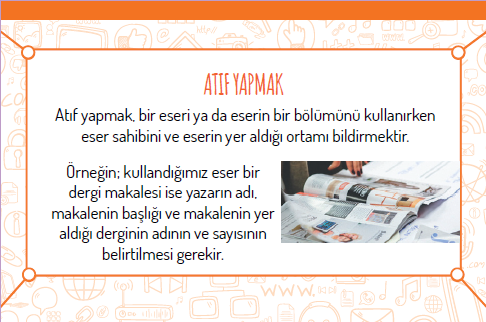 ATIF YAPMAK
Atıf yapmak, bir eseri ya da eserin bir bölümünü kullanırken
eser sahibini ve eserin yer aldığı ortamı bildirmektir.
Örneğin; kullandığımız eser bir
dergi makalesi ise yazarın adı,
makalenin başlığı ve makalenin yer
aldığı derginin adının ve sayısının
belirtilmesi gerekir.